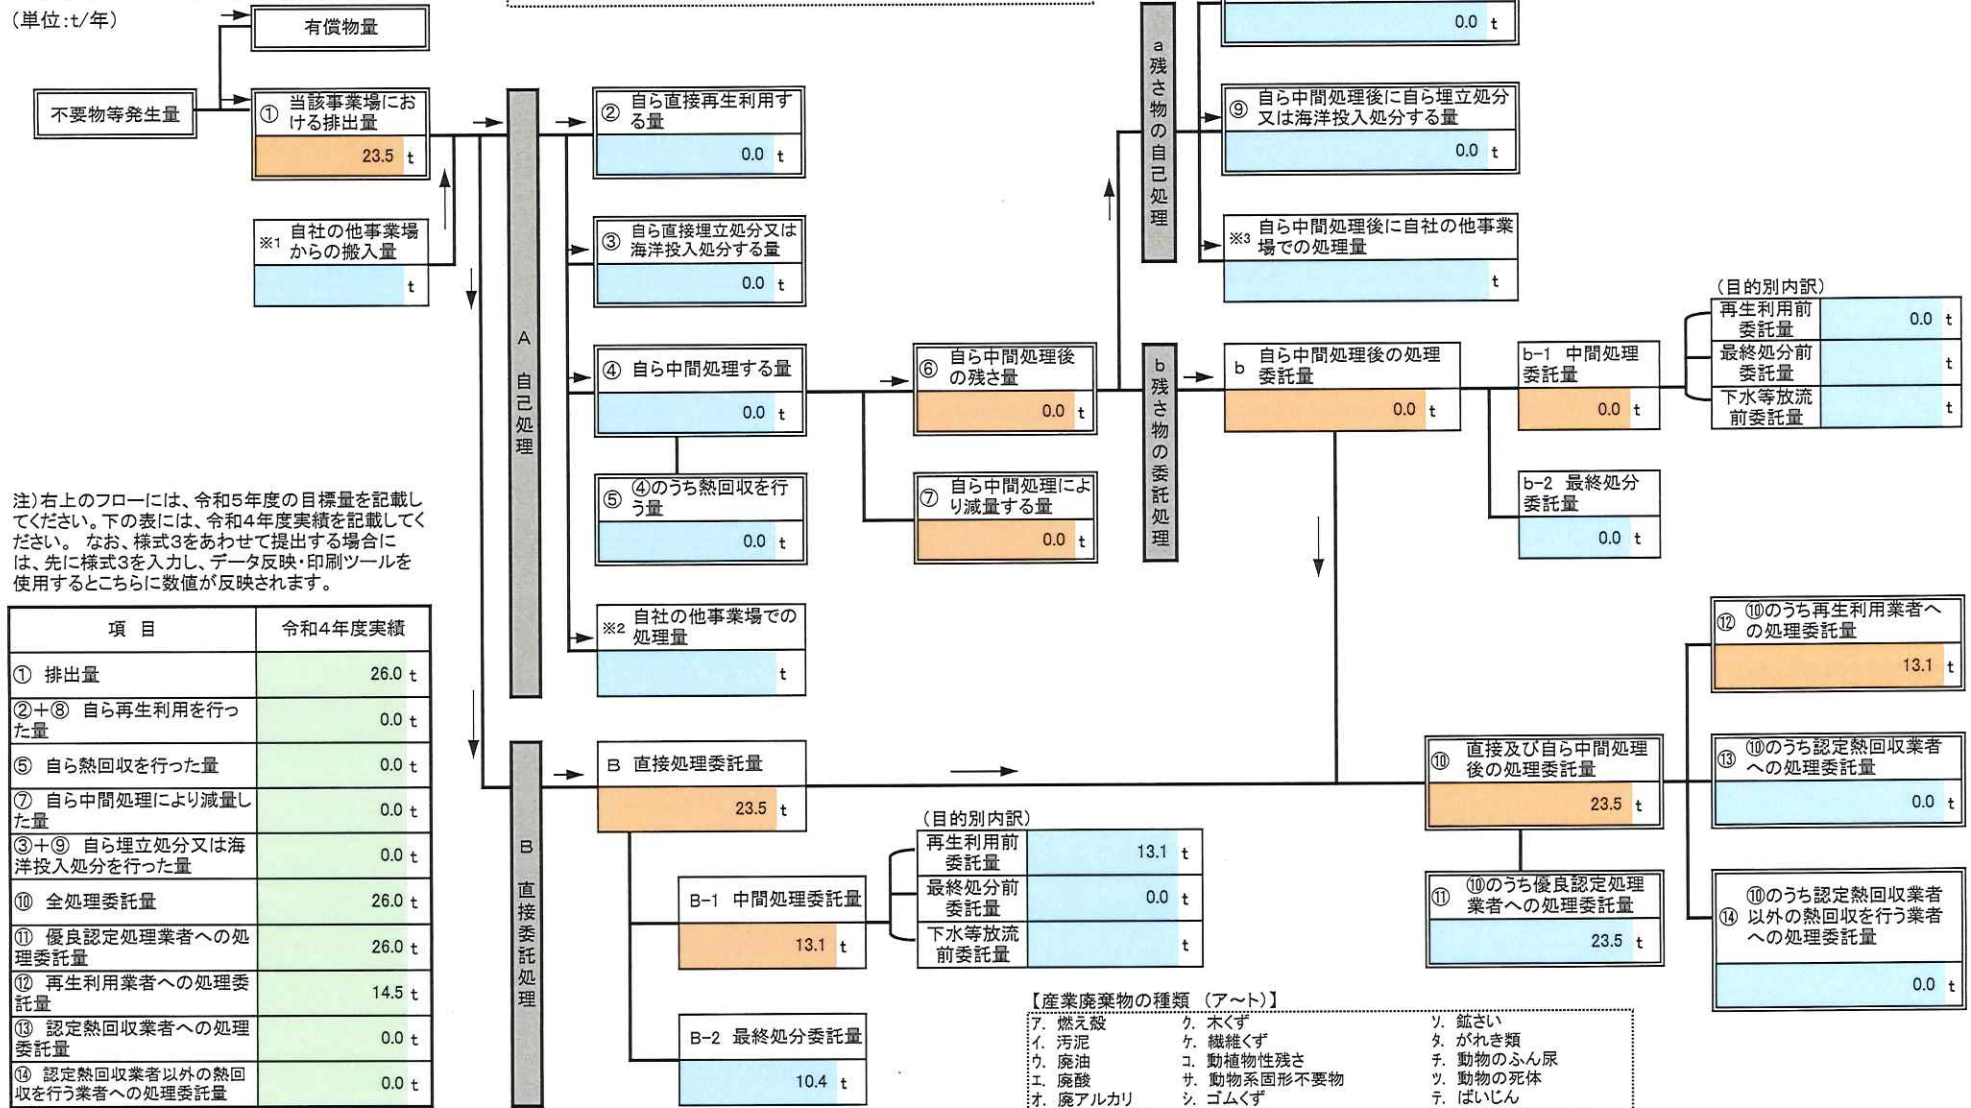 (単位:t/年)
有償物量
不要物等発生量
① 当該事業場にお
ける排出量
23.5 t
※1 自社の他事業場
からの搬入量
t
A 自己処理
② 自ら直接再生利用す
る量
0.0 t
③ 自ら直接埋立処分又は
海洋投入処分する量
0.0 t
④ 自ら中間処理する量
0.0 t
⑤ ④のうち熱回収を行
う量
0.0 t
※2 自社の他事業場での
処理量
t
⑥ 自ら中間処理後
の残さ量
0.0 t
⑦ 自ら中間処理によ
り減量する量
0.0 t
a 残さ物の自己処理
0.0 t
⑨ 自ら中間処理後に自ら埋立処分
又は海洋投入処分する量
0.0 t
※3 自ら中間処理後に自社の他事業
場での処理量
t
b 残さ物の委託処理
b 自ら中間処理後の処理
委託量
0.0 t
b-1 中間処理
委託量
0.0 t
b-2 最終処分
委託量
0.0 t
(目的別内訳)
再生利用前
委託量
0.0 t
最終処分前
委託量
t
下水等放流
前委託量
t
注)右上のフローには、令和5年度の目標量を記載し
てください。下の表には、令和4年度実績を記載してく
ださい。 なお、様式3をあわせて提出する場合に
は、先に様式3を入力し、データ反映・印刷ツールを
使用するとこちらに数値が反映されます。
項 目 令和4年度実績
① 排出量 26.0 t
②+⑧ 自ら再生利用を行っ
た量 0.0 t
⑤ 自ら熱回収を行った量 0.0 t
⑦ 自ら中間処理により減量し
た量 0.0 t
③+⑨ 自ら埋立処分又は海
洋投入処分を行った量 0.0 t
⑩ 全処理委託量 26.0 t
⑪ 優良認定処理業者への処
理委託量 26.0 t
⑫ 再生利用業者への処理委
託量 14.5 t
⑬ 認定熱回収業者への処理
委託量 0.0 t
⑭ 認定熱回収業者以外の熱回
収を行う業者への処理委託量 0.0 t
B 直接委託処理
B 直接処理委託量
23.5 t
B-1 中間処理委託量
13.1 t
B-2 最終処分委託量
10.4 t
(目的別内訳)
再生利用前
委託量
13.1 t
最終処分前
委託量
0.0 t
下水等放流
前委託量
t
⑩ 直接及び自ら中間処理
後の処理委託量
23.5 t
⑪ ⑩のうち優良認定処理
業者への処理委託量
23.5 t
⑫ ⑩のうち再生利用業者へ
の処理委託量
13.1 t
⑬ ⑩のうち認定熱回収業者
への処理委託量
0.0 t
⑭ ⑩のうち認定熱回収業者
以外の熱回収を行う業者
への処理委託量
0.0 t
【産業廃棄物の種類 (ア~ト)】
ア. 燃え殻 ク. 木くず ソ. 鉱さい
イ. 汚泥 ケ. 繊維くず タ. がれき類
ウ. 廃油 コ. 動植物性残さ チ. 動物のふん尿
エ. 廃酸 サ. 動物系固形不要物 ツ. 動物の死体
オ. 廃アルカリ シ. ゴムくず テ. ばいじん